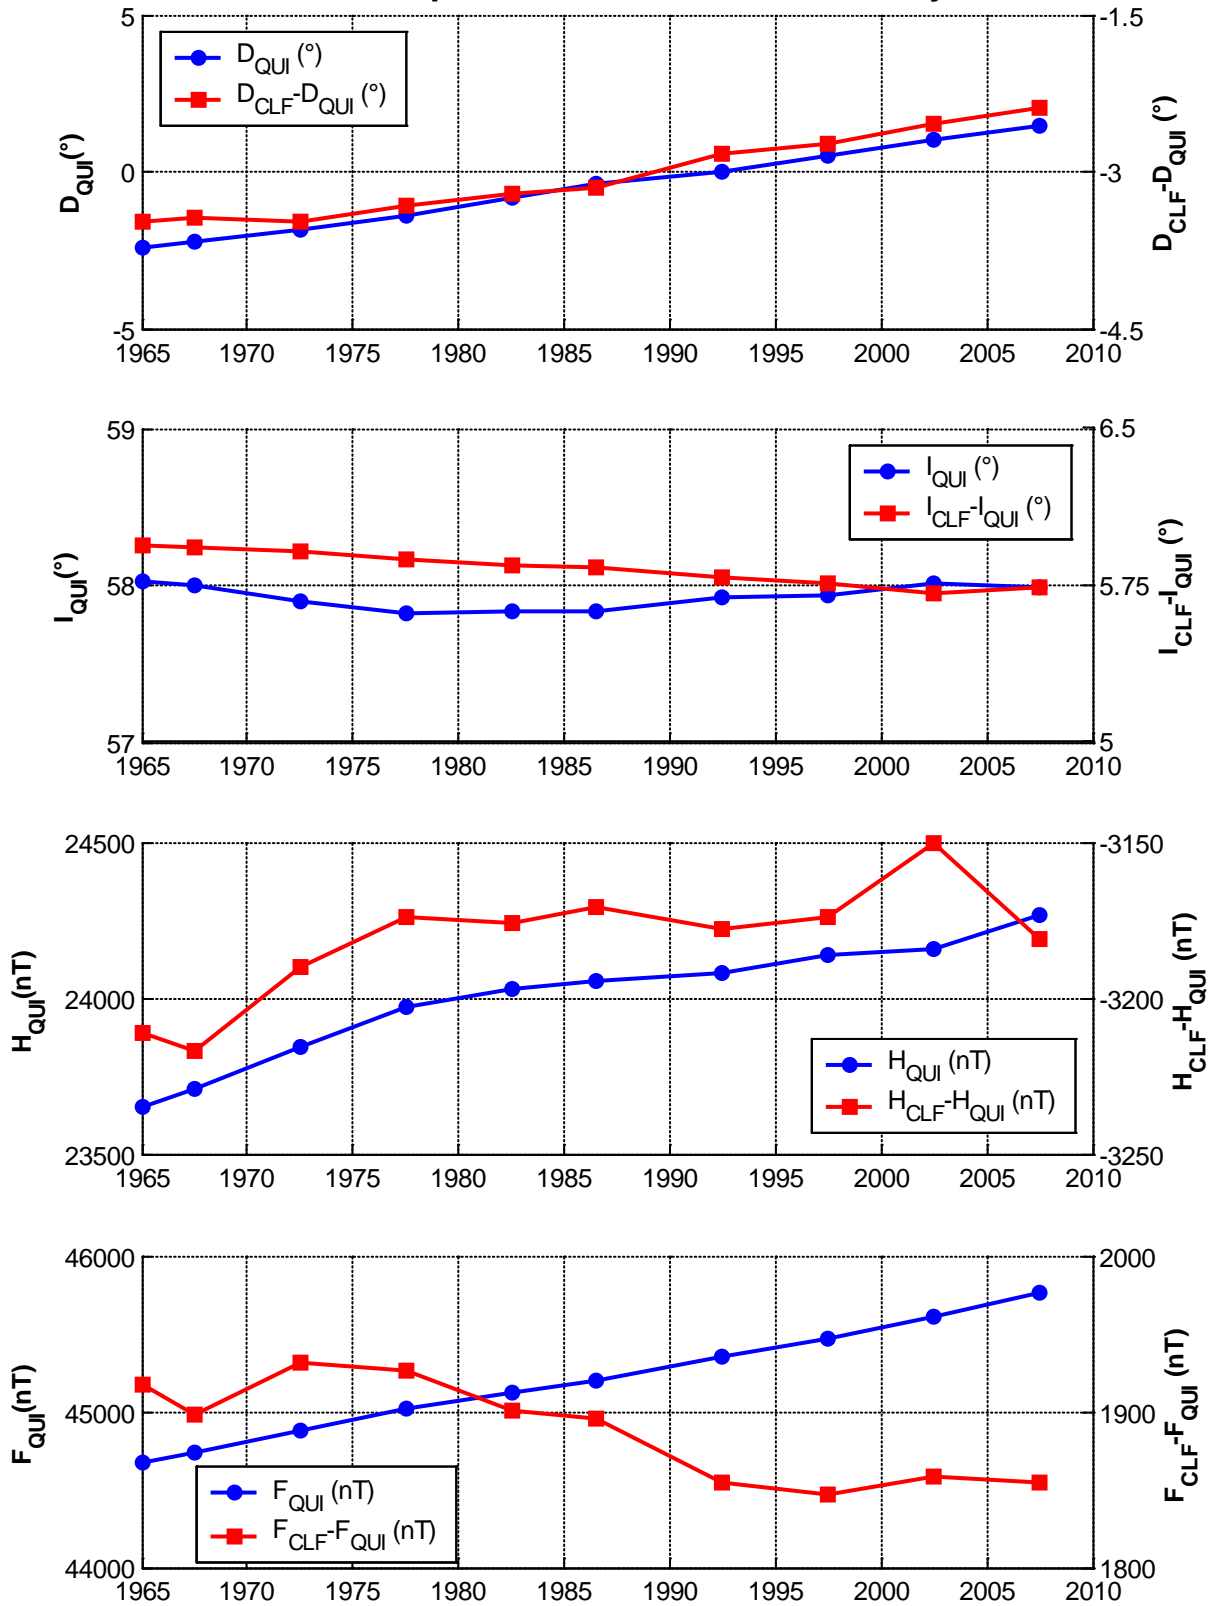 5
-1.5
D_QUI (°)
D_CLF-D_QUI (°)
D_QUI(°)
0
-3
D_CLF-D_QUI (°)
-5
-4.5
1965 1970 1975 1980 1985 1990 1995 2000 2005 2010
59
6.5
I_QUI (°)
I_CLF-I_QUI (°)
I_QUI(°)
58
5.75
I_CLF-I_QUI (°)
57
5
1965 1970 1975 1980 1985 1990 1995 2000 2005 2010
24500
-3150
H_QUI(nT)
24000
-3200
H_CLF-H_QUI (nT)
H_QUI (nT)
H_CLF-H_QUI (nT)
23500
-3250
1965 1970 1975 1980 1985 1990 1995 2000 2005 2010
46000
2000
F_QUI(nT)
45000
1900
F_CLF-F_QUI (nT)
F_QUI (nT)
F_CLF-F_QUI (nT)
44000
1800
1965 1970 1975 1980 1985 1990 1995 2000 2005 2010